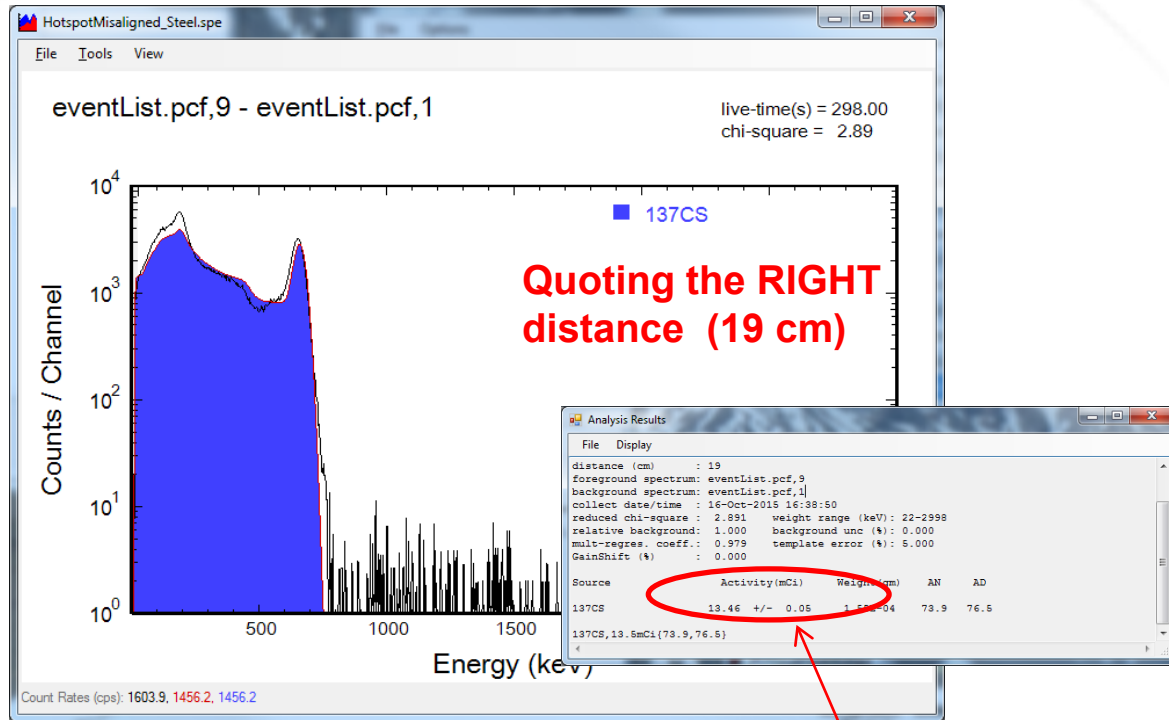 HotspotMisaligned_Steel.spe
File Tools View
eventList.pcf,9 - eventList.pcf,1
live-time(s) = 298.00
chi-square = 2.89
137CS
Quoting the RIGHT
distance (19 cm)
Counts / Channel
10^4
10^3
10^2
10^1
10^0
500 1000 1500
Energy (keV)
Analysis Results
File Display
distance (cm) : 19
foreground spectrum: eventList.pcf,9
background spectrum: eventList.pcf,1
collect date/time : 16-Oct-2015 16:38:50
reduced chi-square : 2.891 weight range (keV): 22-2998
relative background: 1.000 background unc (%): 0.000
mult-regres. coeff.: 0.979 template error (%): 5.000
GainShift (%) : 0.000
Source Activity(mCi) Weight(gm) AN AD
137CS 13.46 +/- 0.05 73.9 76.5
137CS,13.5mCi{73.9,76.5}
Count Rates (cps): 1603.9, 1456.2, 1456.2